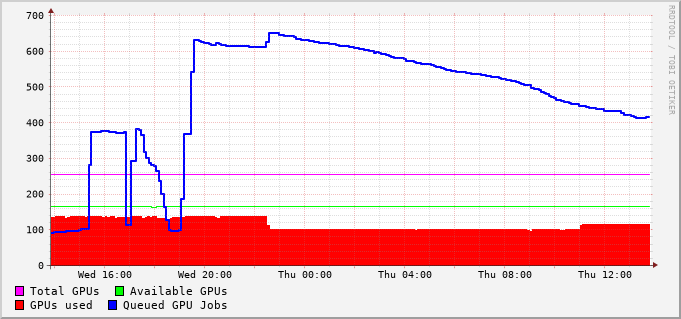 700
600
500
400
300
200
100
0
Wed 16:00 Wed 20:00 Thu 00:00 Thu 04:00 Thu 08:00 Thu 12:00
Total GPUs Available GPUs
GPUs used Queued GPU Jobs
RRDTOOL / TOBI OETIKER